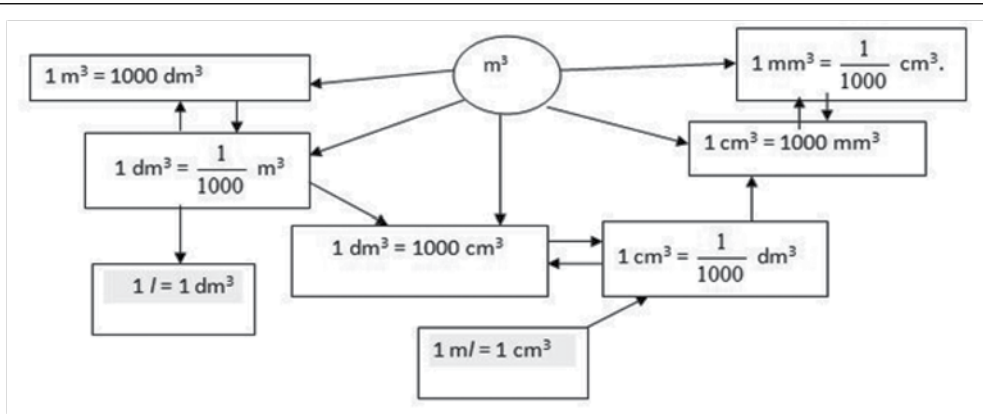 m³
1 m³ = 1000 dm³
1 mm³ = 1/1000 cm³.
1 cm³ = 1000 mm³
1 dm³ = 1/1000 m³
1 dm³ = 1000 cm³
1 cm³ = 1/1000 dm³
1 l = 1 dm³
1 ml = 1 cm³